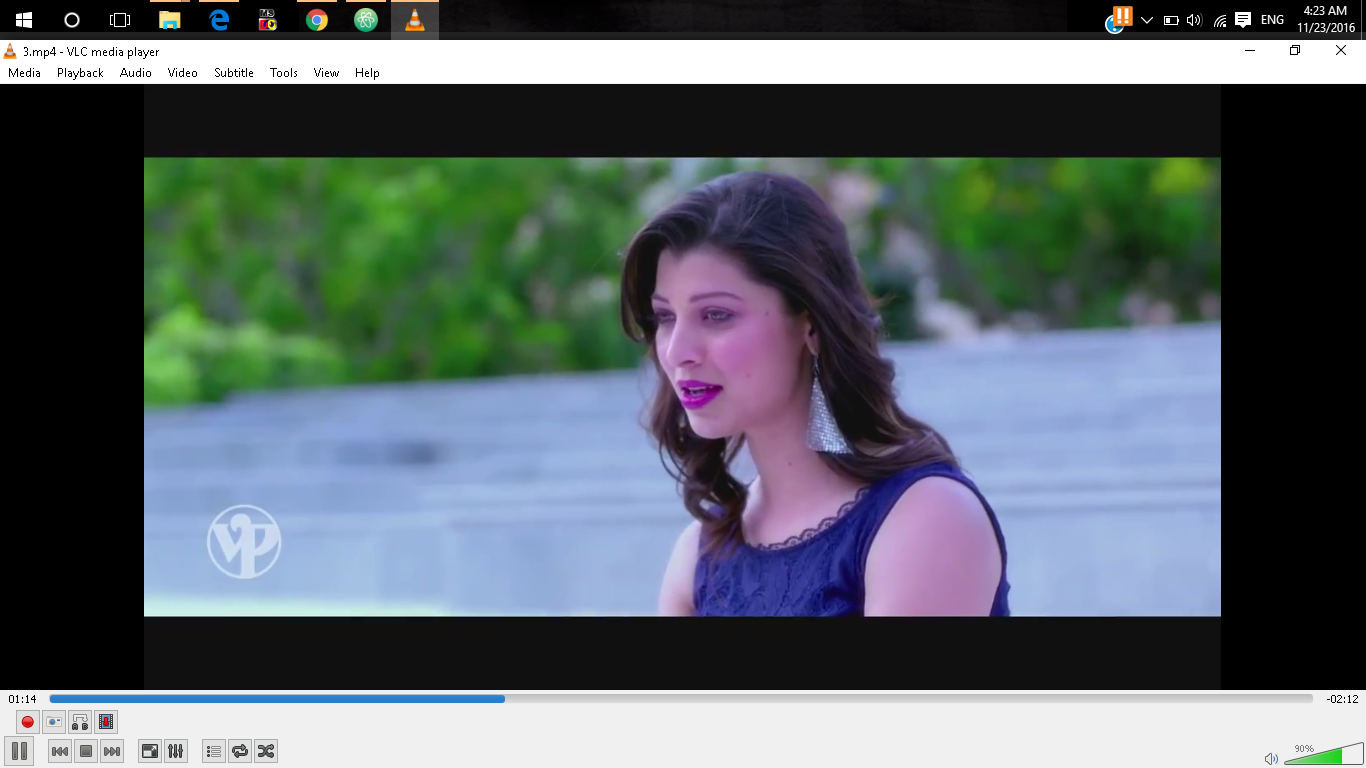 4:23 AM
ENG
11/23/2016
3.mp4 - VLC media player
Media Playback Audio Video Subtitle Tools View Help
VP
01:14
-02:12
90%